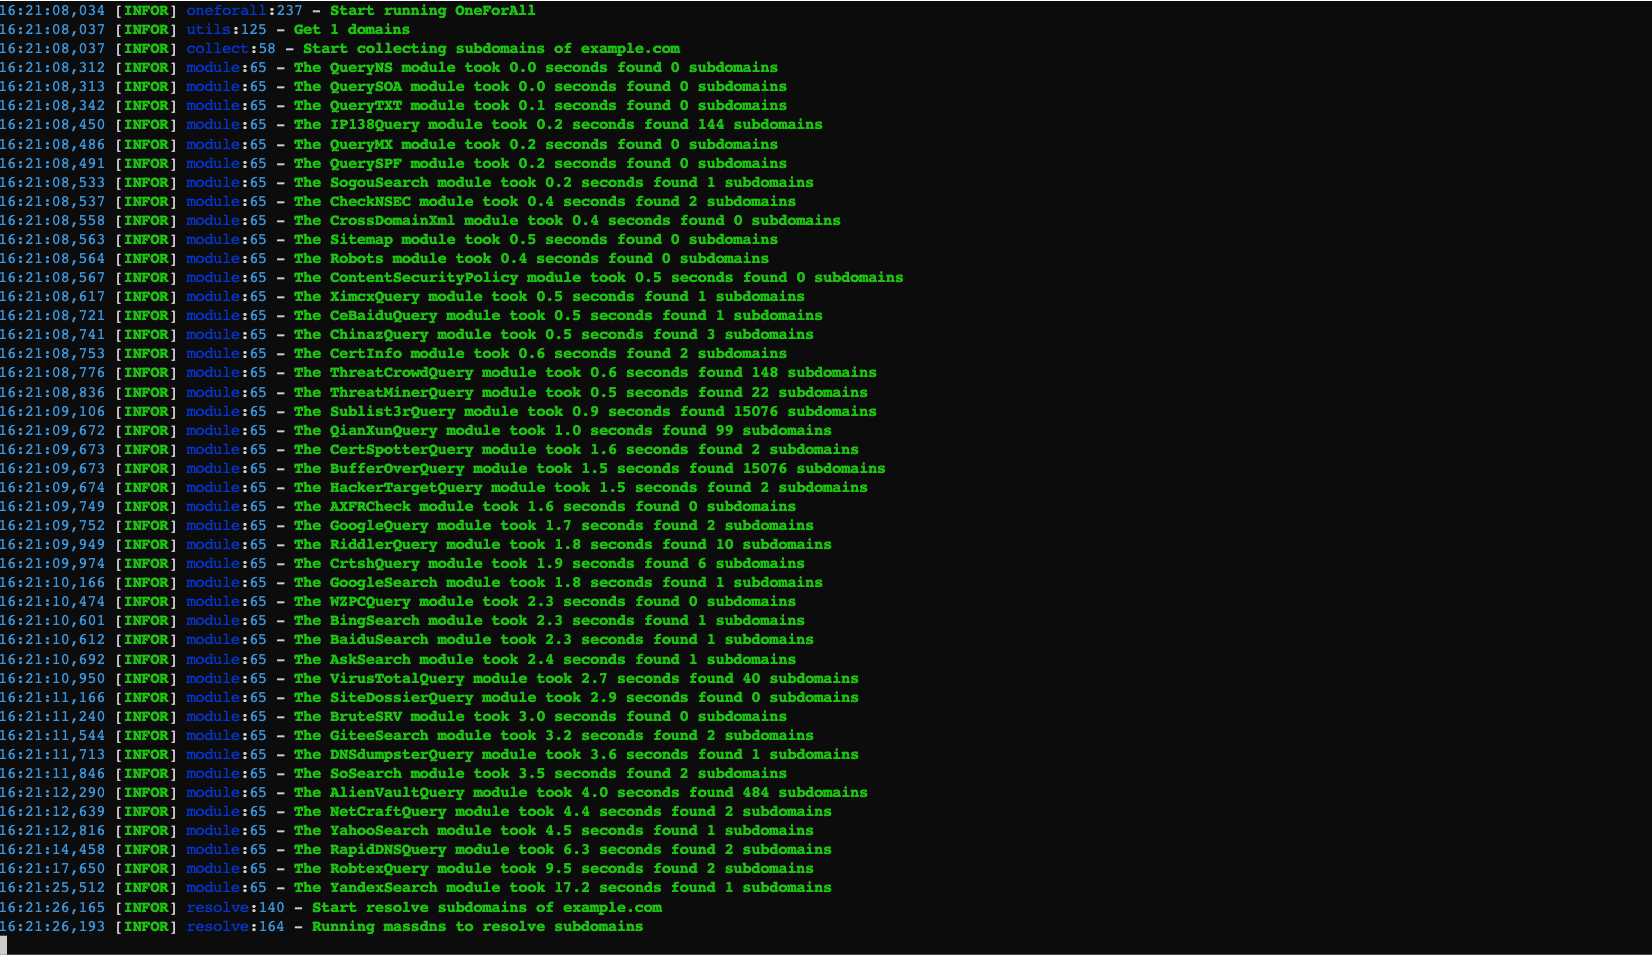 16:21:08,034 [INFOR] oneforall:237 - Start running OneForAll
16:21:08,037 [INFOR] utils:125 - Get 1 domains
16:21:08,037 [INFOR] collect:58 - Start collecting subdomains of example.com
16:21:08,312 [INFOR] module:65 - The QueryNS module took 0.0 seconds found 0 subdomains
16:21:08,313 [INFOR] module:65 - The QuerySOA module took 0.0 seconds found 0 subdomains
16:21:08,342 [INFOR] module:65 - The QueryTXT module took 0.1 seconds found 0 subdomains
16:21:08,450 [INFOR] module:65 - The IP138Query module took 0.2 seconds found 144 subdomains
16:21:08,486 [INFOR] module:65 - The QueryMX module took 0.2 seconds found 0 subdomains
16:21:08,491 [INFOR] module:65 - The QuerySPF module took 0.2 seconds found 0 subdomains
16:21:08,533 [INFOR] module:65 - The SogouSearch module took 0.2 seconds found 1 subdomains
16:21:08,537 [INFOR] module:65 - The CheckNSEC module took 0.4 seconds found 2 subdomains
16:21:08,558 [INFOR] module:65 - The CrossDomainXml module took 0.4 seconds found 0 subdomains
16:21:08,563 [INFOR] module:65 - The Sitemap module took 0.5 seconds found 0 subdomains
16:21:08,564 [INFOR] module:65 - The Robots module took 0.4 seconds found 0 subdomains
16:21:08,567 [INFOR] module:65 - The ContentSecurityPolicy module took 0.5 seconds found 0 subdomains
16:21:08,617 [INFOR] module:65 - The XimcxQuery module took 0.5 seconds found 1 subdomains
16:21:08,721 [INFOR] module:65 - The CeBaiduQuery module took 0.5 seconds found 1 subdomains
16:21:08,741 [INFOR] module:65 - The ChinazQuery module took 0.5 seconds found 3 subdomains
16:21:08,753 [INFOR] module:65 - The CertInfo module took 0.6 seconds found 2 subdomains
16:21:08,776 [INFOR] module:65 - The ThreatCrowdQuery module took 0.6 seconds found 148 subdomains
16:21:08,836 [INFOR] module:65 - The ThreatMinerQuery module took 0.5 seconds found 22 subdomains
16:21:09,106 [INFOR] module:65 - The Sublist3rQuery module took 0.9 seconds found 15076 subdomains
16:21:09,672 [INFOR] module:65 - The QianXunQuery module took 1.0 seconds found 99 subdomains
16:21:09,673 [INFOR] module:65 - The CertSpotterQuery module took 1.6 seconds found 2 subdomains
16:21:09,673 [INFOR] module:65 - The BufferOverQuery module took 1.5 seconds found 15076 subdomains
16:21:09,674 [INFOR] module:65 - The HackerTargetQuery module took 1.5 seconds found 2 subdomains
16:21:09,749 [INFOR] module:65 - The AXFRCheck module took 1.6 seconds found 0 subdomains
16:21:09,752 [INFOR] module:65 - The GoogleQuery module took 1.7 seconds found 2 subdomains
16:21:09,949 [INFOR] module:65 - The RiddlerQuery module took 1.8 seconds found 10 subdomains
16:21:09,974 [INFOR] module:65 - The CrtshQuery module took 1.9 seconds found 6 subdomains
16:21:10,166 [INFOR] module:65 - The GoogleSearch module took 1.8 seconds found 1 subdomains
16:21:10,474 [INFOR] module:65 - The WZPCQuery module took 2.3 seconds found 0 subdomains
16:21:10,601 [INFOR] module:65 - The BingSearch module took 2.3 seconds found 1 subdomains
16:21:10,612 [INFOR] module:65 - The BaiduSearch module took 2.3 seconds found 1 subdomains
16:21:10,692 [INFOR] module:65 - The AskSearch module took 2.4 seconds found 1 subdomains
16:21:10,950 [INFOR] module:65 - The VirusTotalQuery module took 2.7 seconds found 40 subdomains
16:21:11,166 [INFOR] module:65 - The SiteDossierQuery module took 2.9 seconds found 0 subdomains
16:21:11,240 [INFOR] module:65 - The BruteSRV module took 3.0 seconds found 0 subdomains
16:21:11,544 [INFOR] module:65 - The GiteeSearch module took 3.2 seconds found 2 subdomains
16:21:11,713 [INFOR] module:65 - The DNSdumpsterQuery module took 3.6 seconds found 1 subdomains
16:21:11,846 [INFOR] module:65 - The SoSearch module took 3.5 seconds found 2 subdomains
16:21:12,290 [INFOR] module:65 - The AlienVaultQuery module took 4.0 seconds found 484 subdomains
16:21:12,639 [INFOR] module:65 - The NetCraftQuery module took 4.4 seconds found 2 subdomains
16:21:12,816 [INFOR] module:65 - The YahooSearch module took 4.5 seconds found 1 subdomains
16:21:14,458 [INFOR] module:65 - The RapidDNSQuery module took 6.3 seconds found 2 subdomains
16:21:17,650 [INFOR] module:65 - The RobtexQuery module took 9.5 seconds found 2 subdomains
16:21:25,512 [INFOR] module:65 - The YandexSearch module took 17.2 seconds found 1 subdomains
16:21:26,165 [INFOR] resolve:140 - Start resolve subdomains of example.com
16:21:26,193 [INFOR] resolve:164 - Running massdns to resolve subdomains